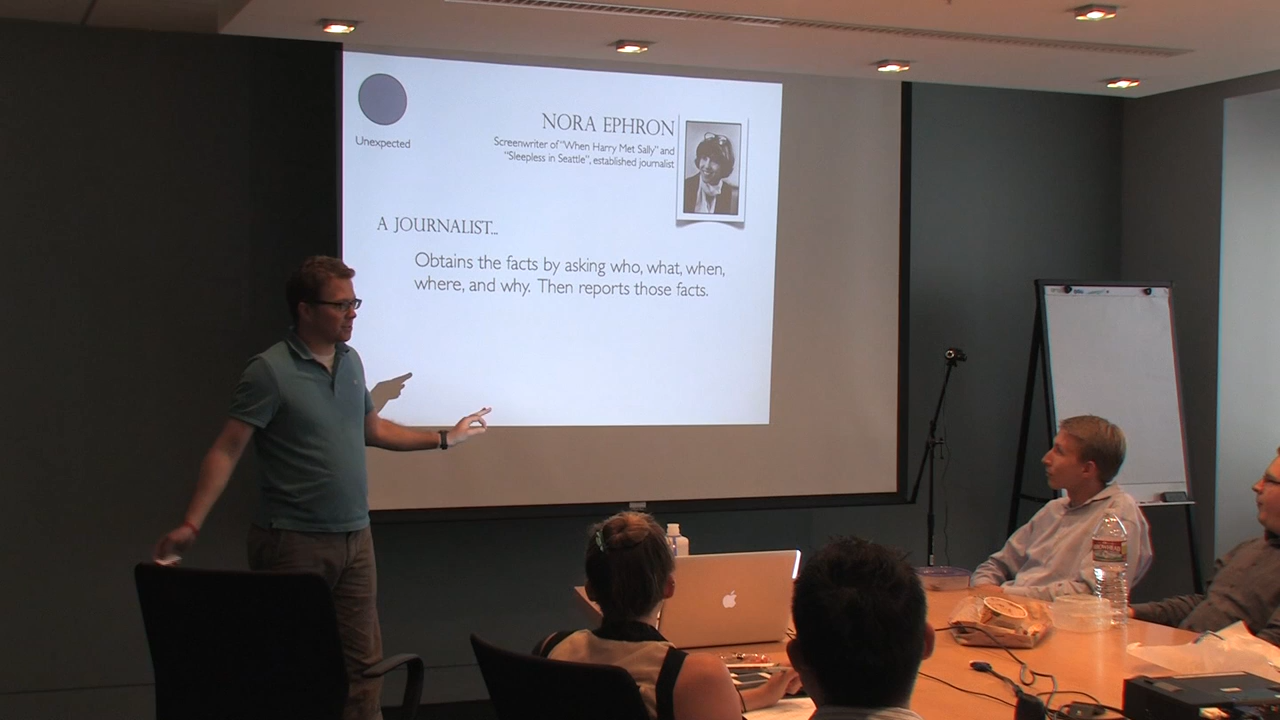 Unexpected
NORA EPHRON
Screenwriter of "When Harry Met Sally" and
"Sleepless in Seattle", established journalist
A JOURNALIST...
Obtains the facts by asking who, what, when,
where, and why. Then reports those facts.